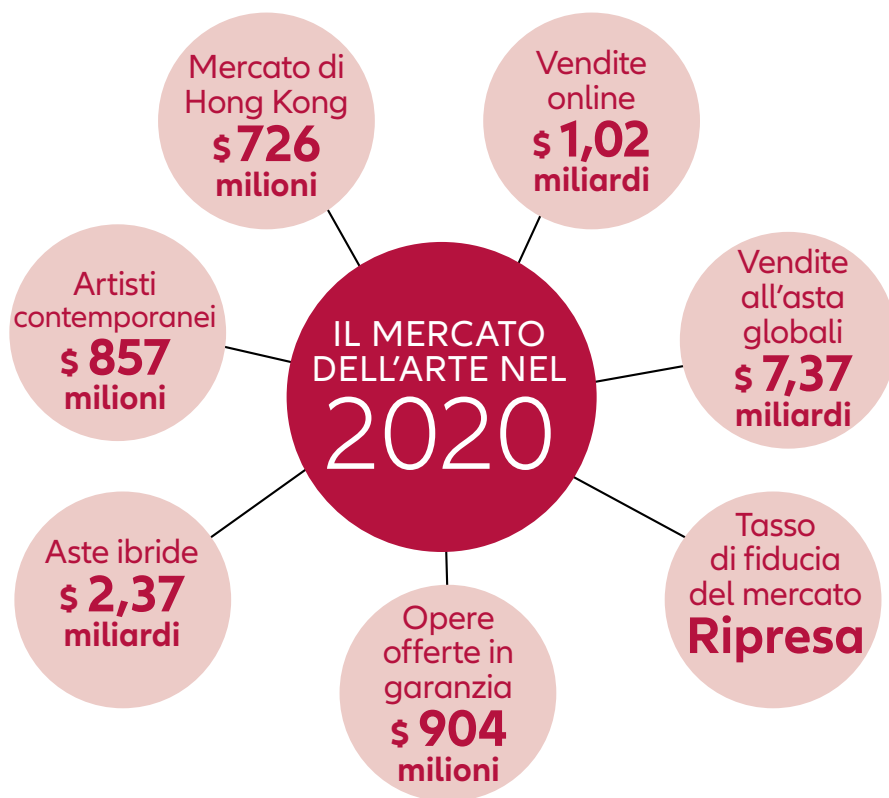 Mercato di
Hong Kong
$ 726
milioni
Vendite
online
$ 1,02
miliardi
Artisti
contemporanei
$ 857
milioni
IL MERCATO
DELL'ARTE NEL
2020
Vendite
all'asta
globali
$ 7,37
miliardi
Aste ibride
$ 2,37
miliardi
Opere
offerte in
garanzia
$ 904
milioni
Tasso
di fiducia
del mercato
Ripresa